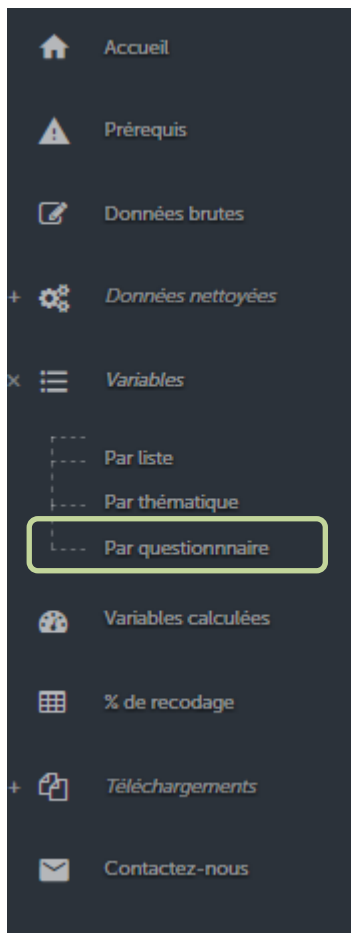 Accueil
Prérequis
Données brutes
+ Données nettoyées
× Variables
Par liste
Par thématique
Par questionnnaire
Variables calculées
% de recodage
+ Téléchargements
Contactez-nous